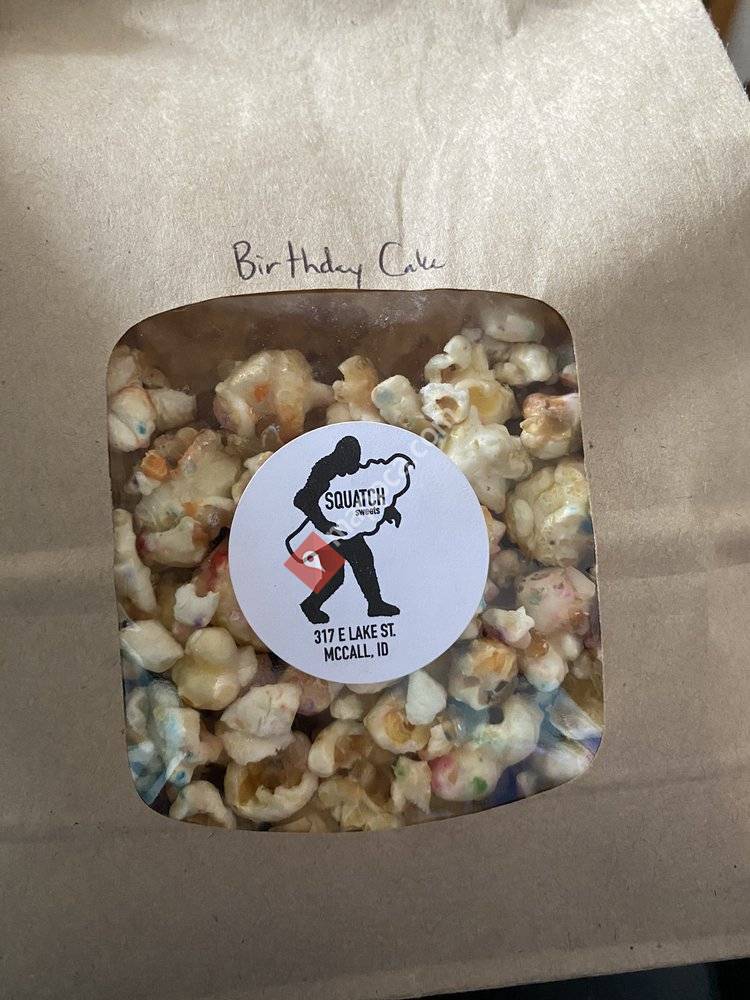 Birthday Cake
SQUATCH
sweets
317 E LAKE ST.
MCCALL, ID